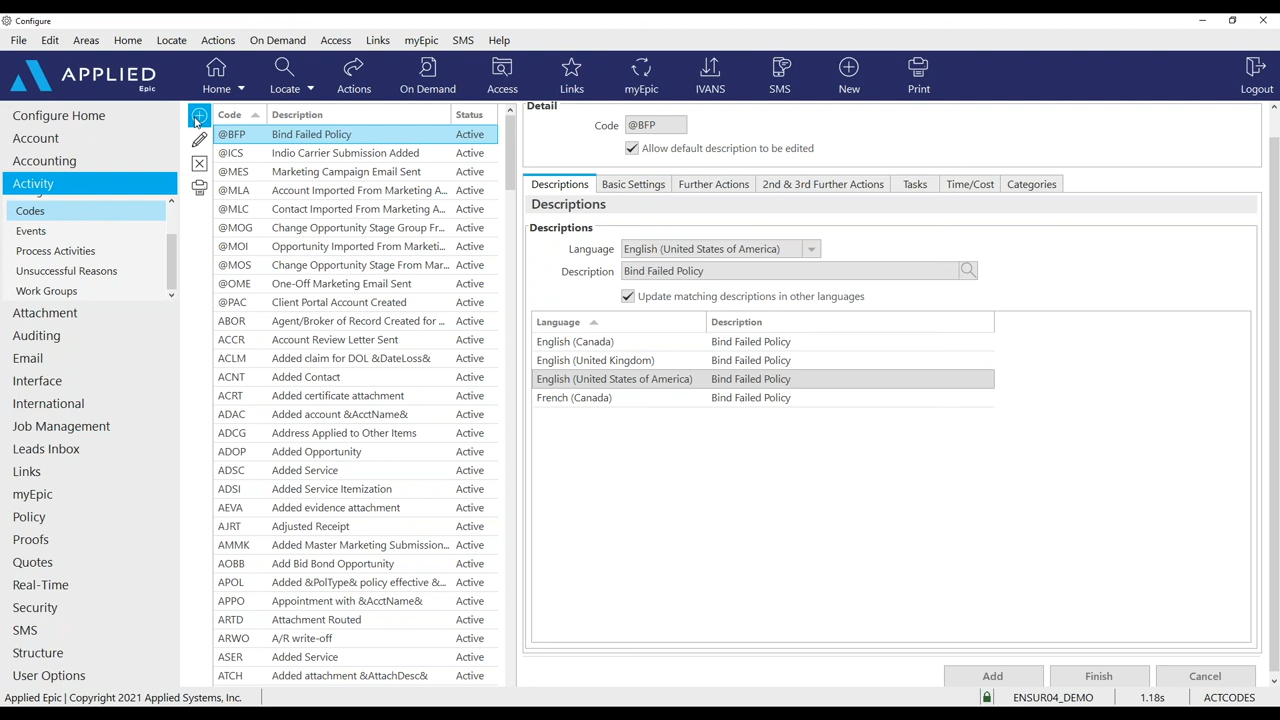 Configure
File Edit Areas Home Locate Actions On Demand Access Links myEpic SMS Help
APPLIED
Epic
Home Locate Actions On Demand Access Links myEpic IVANS SMS New Print Logout
Configure Home
Account
Accounting
Activity
Codes
Events
Process Activities
Unsuccessful Reasons
Work Groups
Attachment
Auditing
Email
Interface
International
Job Management
Leads Inbox
Links
myEpic
Policy
Proofs
Quotes
Real-Time
Security
SMS
Structure
User Options
Code Description Status
@BFP Bind Failed Policy Active
@ICS Indio Carrier Submission Added Active
@MES Marketing Campaign Email Sent Active
@MLA Account Imported From Marketing A... Active
@MLC Contact Imported From Marketing A... Active
@MOG Change Opportunity Stage Group Fr... Active
@MOI Opportunity Imported From Marketi... Active
@MOS Change Opportunity Stage From Mar... Active
@OME One-Off Marketing Email Sent Active
@PAC Client Portal Account Created Active
ABOR Agent/Broker of Record Created for ... Active
ACCR Account Review Letter Sent Active
ACLM Added claim for DOL &DateLoss& Active
ACNT Added Contact Active
ACRT Added certificate attachment Active
ADAC Added account &AcctName& Active
ADCG Address Applied to Other Items Active
ADOP Added Opportunity Active
ADSC Added Service Active
ADSI Added Service Itemization Active
AEVA Added evidence attachment Active
AJRT Adjusted Receipt Active
AMMK Added Master Marketing Submission... Active
AOBB Add Bid Bond Opportunity Active
APOL Added &PolType& policy effective &... Active
APPO Appointment with &AcctName& Active
ARTD Attachment Routed Active
ARWO A/R write-off Active
ASER Added Service Active
ATCH Added attachment &AttachDesc& Active
Detail
Code @BFP
Allow default description to be edited
Descriptions Basic Settings Further Actions 2nd & 3rd Further Actions Tasks Time/Cost Categories
Descriptions
Descriptions
Language English (United States of America)
Description Bind Failed Policy
Update matching descriptions in other languages
Language Description
English (Canada) Bind Failed Policy
English (United Kingdom) Bind Failed Policy
English (United States of America) Bind Failed Policy
French (Canada) Bind Failed Policy
Add Finish Cancel
Applied Epic | Copyright 2021 Applied Systems, Inc. ENSUR04_DEMO 1.18s ACTCODES